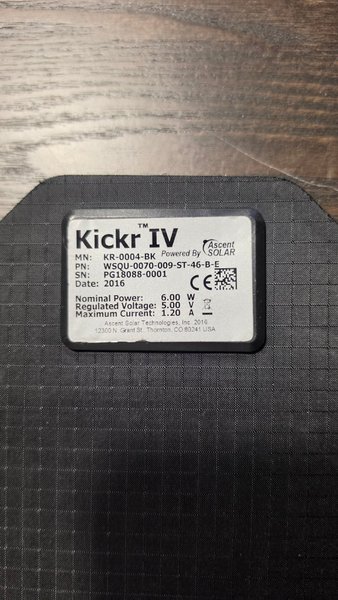 Kickr™ IV
MN: KR-0004-BK Powered By Ascent SOLAR
PN: WSQU-0070-009-ST-46-B-E
SN: PG18088-0001
Date: 2016
CE
Nominal Power: 6.00 W
Regulated Voltage: 5.00 V
Maximum Current: 1.20 A
Ascent Solar Technologies, Inc. 2016
12300 N. Grant St. Thornton, CO 80241 USA